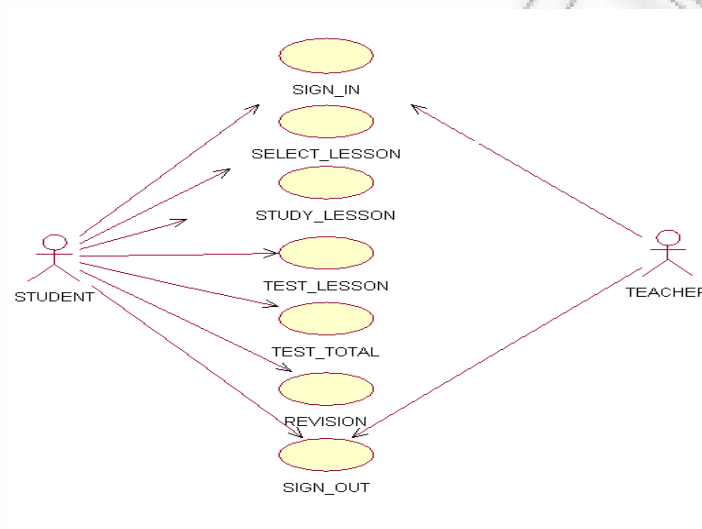 SIGN_IN
SELECT_LESSON
STUDY_LESSON
TEST_LESSON
STUDENT
TEACHER
TEST_TOTAL
REVISION
SIGN_OUT